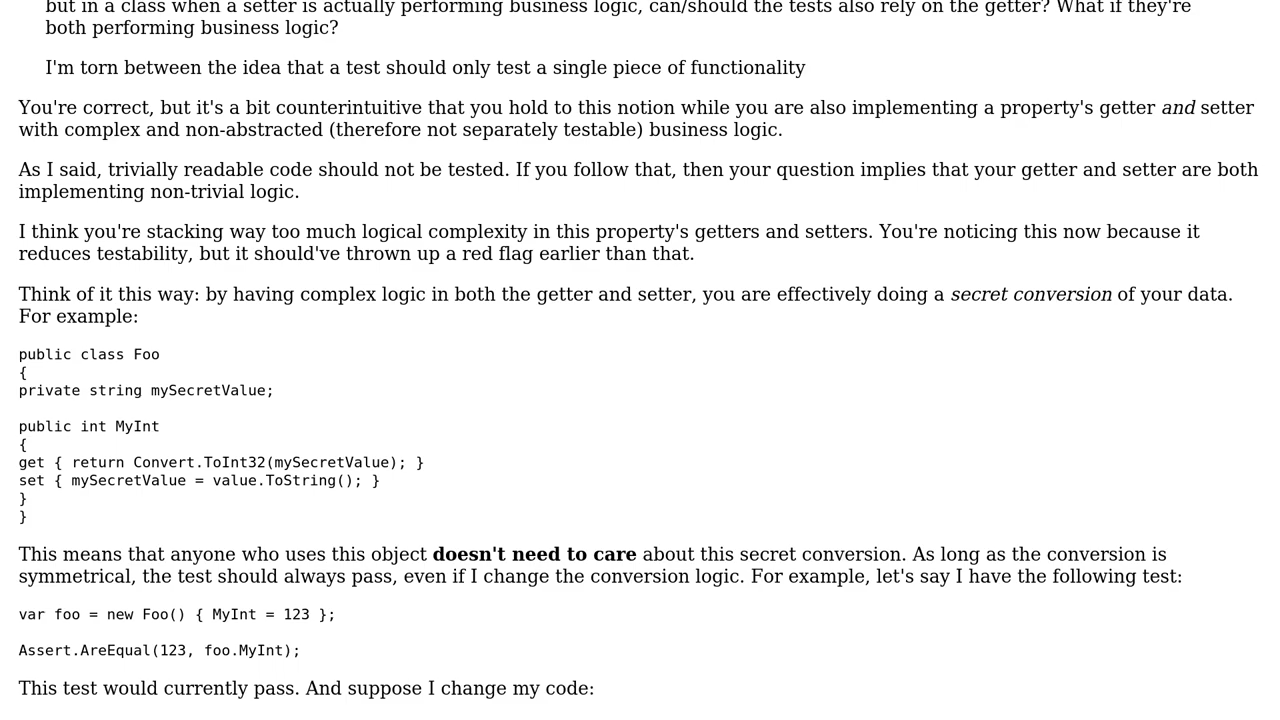 but in a class when a setter is actually performing business logic, can/should the tests also rely on the getter? What if they're
both performing business logic?
I'm torn between the idea that a test should only test a single piece of functionality
You're correct, but it's a bit counterintuitive that you hold to this notion while you are also implementing a property's getter and setter
with complex and non-abstracted (therefore not separately testable) business logic.
As I said, trivially readable code should not be tested. If you follow that, then your question implies that your getter and setter are both
implementing non-trivial logic.
I think you're stacking way too much logical complexity in this property's getters and setters. You're noticing this now because it
reduces testability, but it should've thrown up a red flag earlier than that.
Think of it this way: by having complex logic in both the getter and setter, you are effectively doing a secret conversion of your data.
For example:
public class Foo
{
private string mySecretValue;
public int MyInt
{
get { return Convert.ToInt32(mySecretValue); }
set { mySecretValue = value.ToString(); }
}
}
This means that anyone who uses this object doesn't need to care about this secret conversion. As long as the conversion is
symmetrical, the test should always pass, even if I change the conversion logic. For example, let's say I have the following test:
var foo = new Foo() { MyInt = 123 };
Assert.AreEqual(123, foo.MyInt);
This test would currently pass. And suppose I change my code: